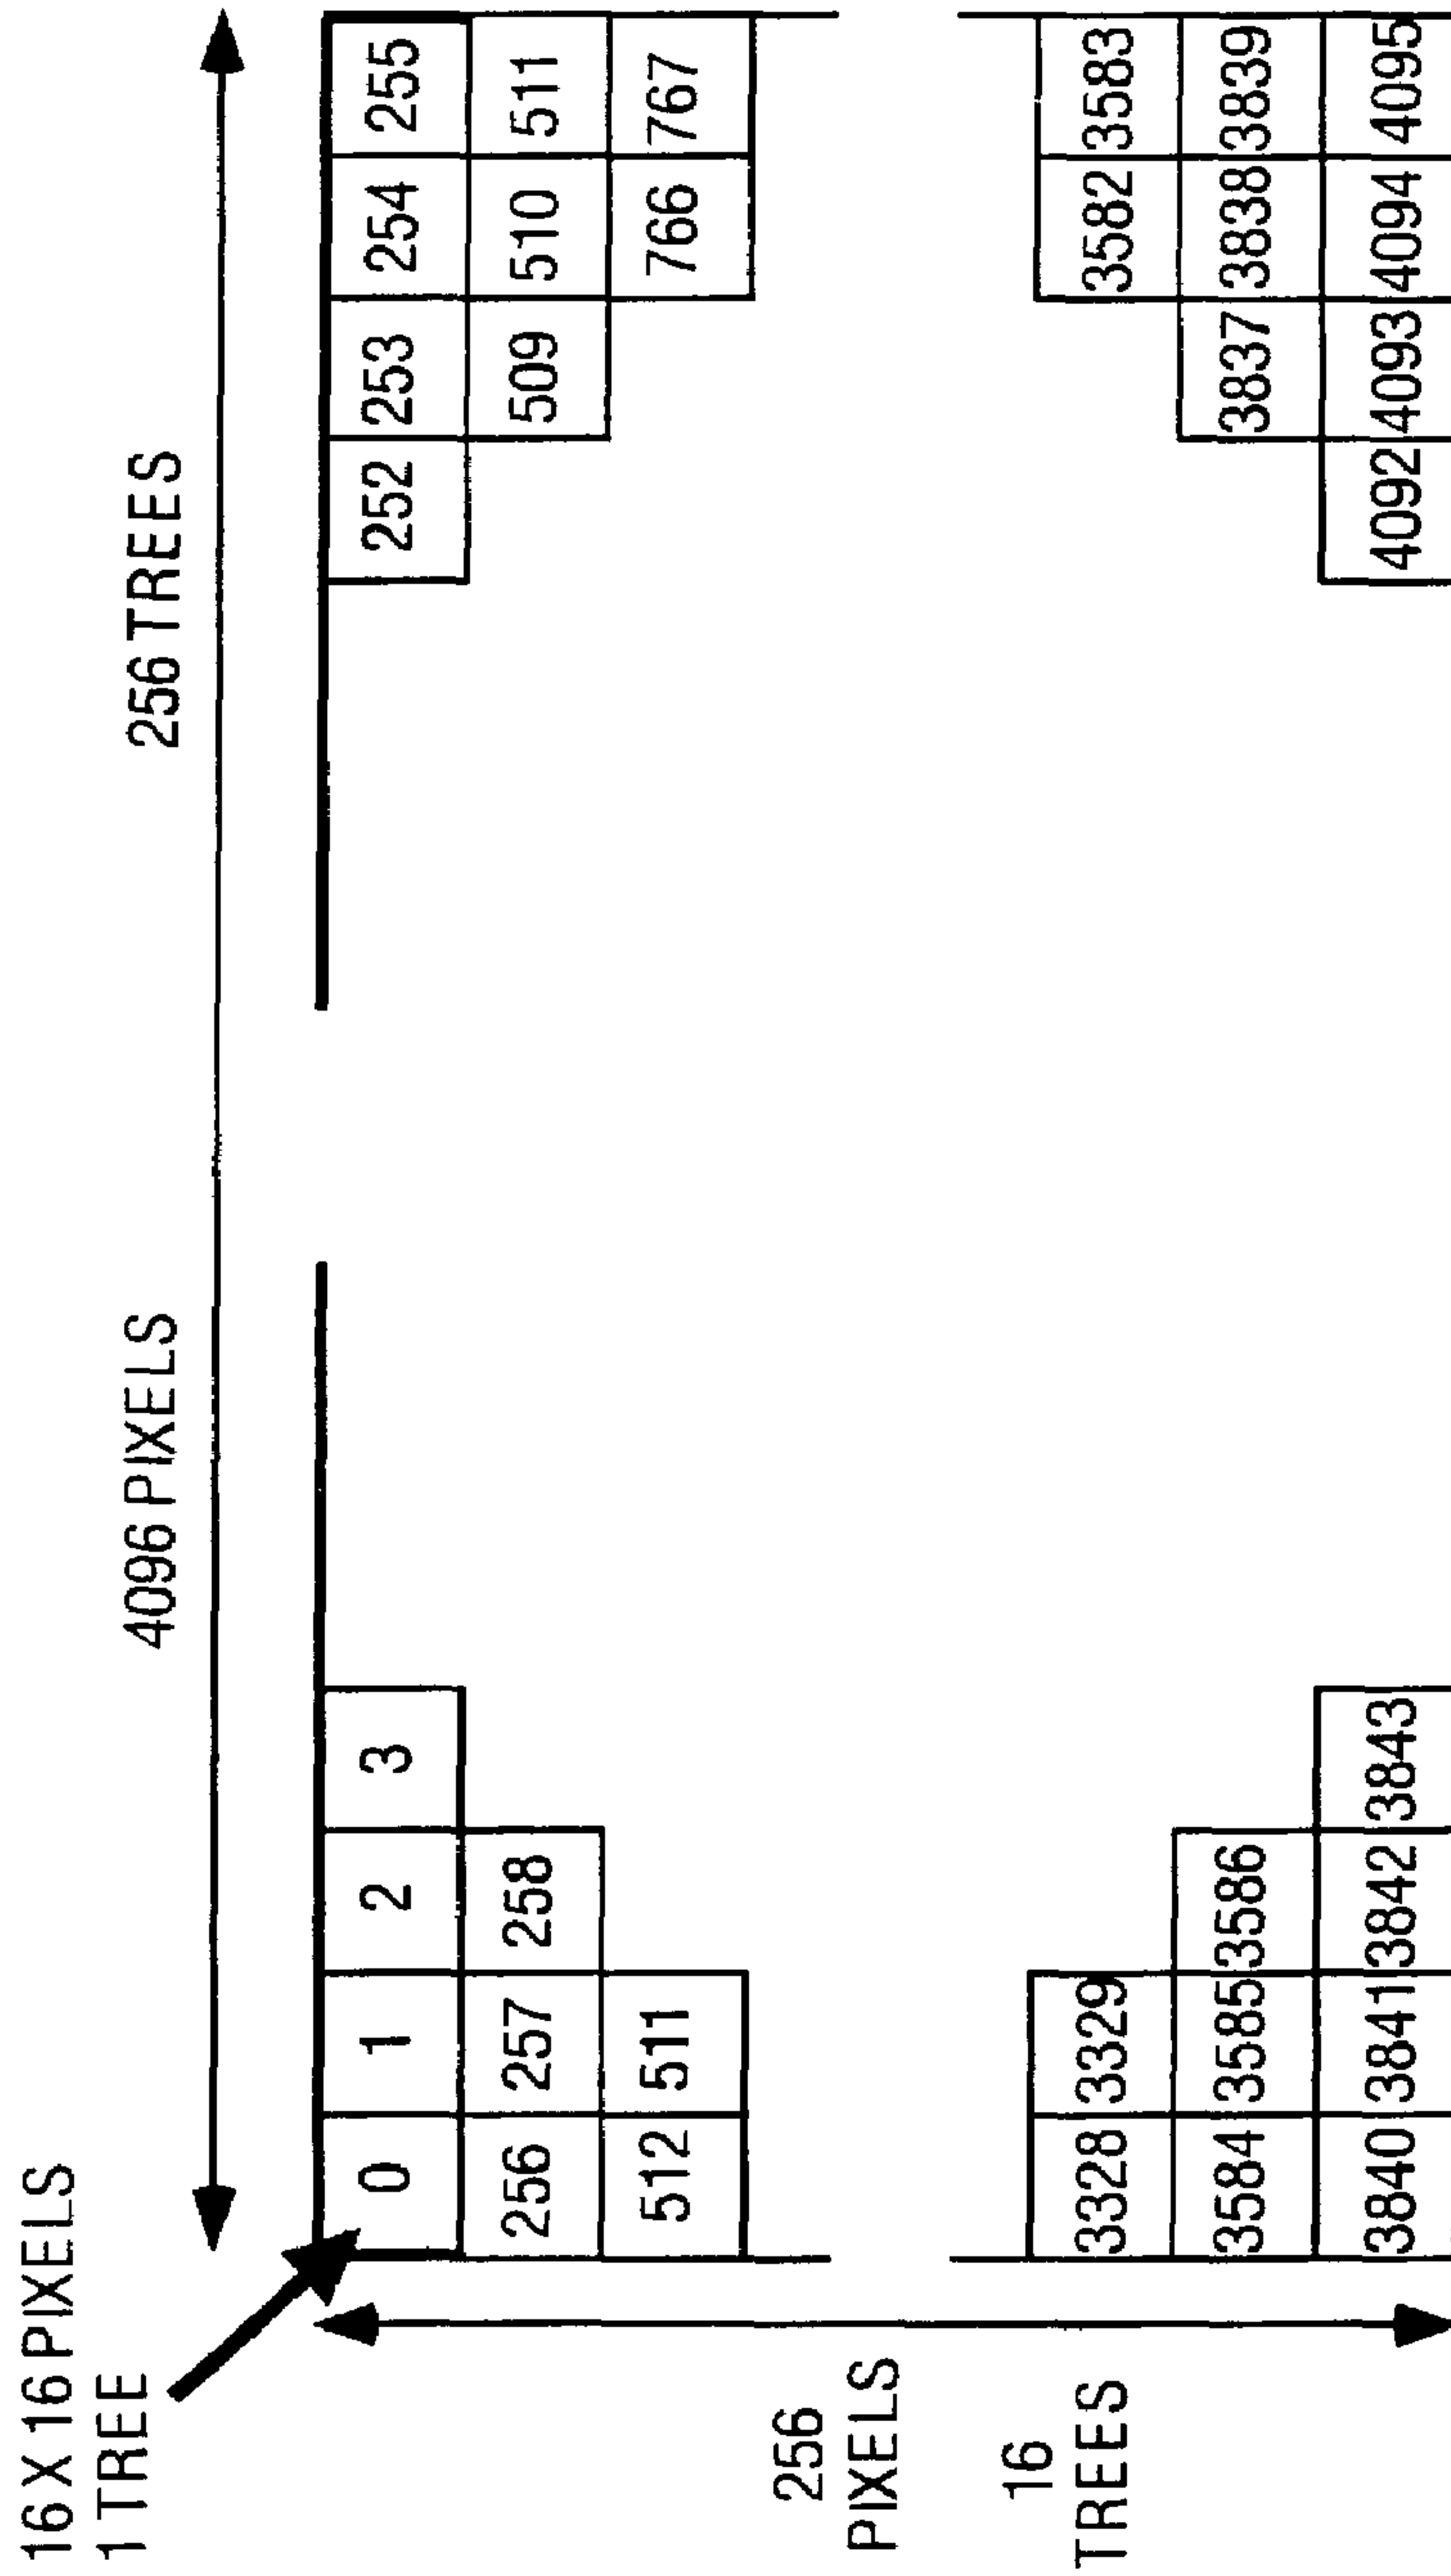 16 X 16 PIXELS
1 TREE
4096 PIXELS
256 TREES
0 1 2 3
252 253 254 255
256 257 258
509 510 511
512 511
766 767
256
PIXELS
16
TREES
3328 3329
3582 3583
3584 3585 3586
3837 3838 3839
3840 3841 3842 3843
4092 4093 4094 4095